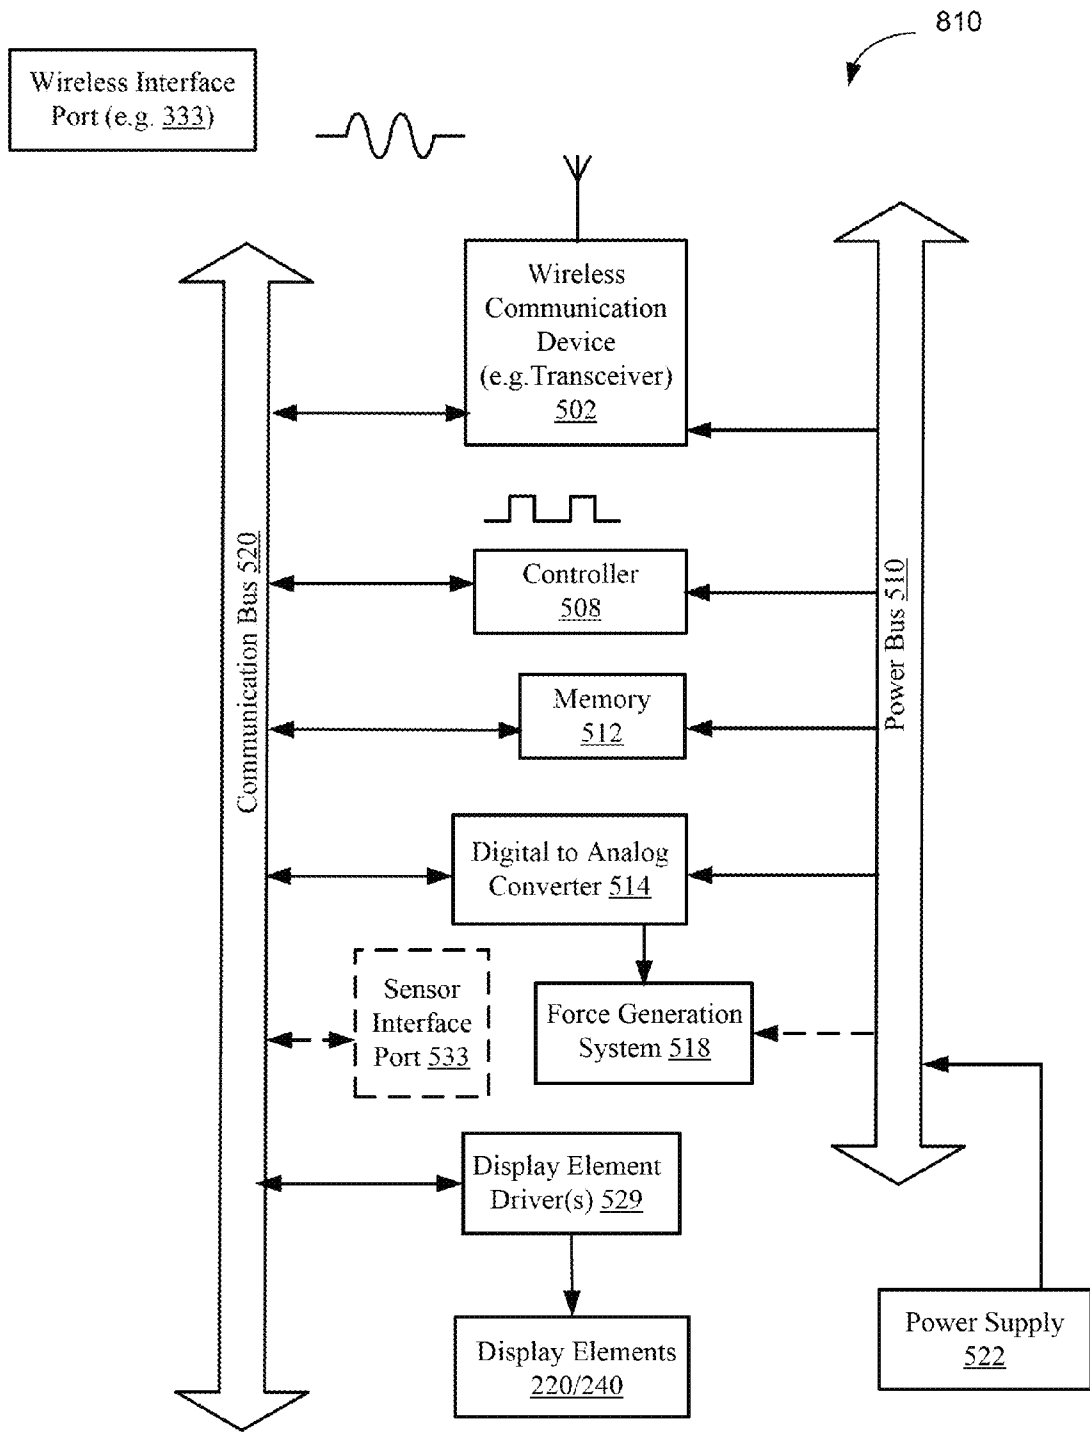 810
Wireless Interface
Port (e.g. 333)
Wireless
Communication
Device
(e.g.Transceiver)
502
Communication Bus 520
Power Bus 510
Controller
508
Memory
512
Digital to Analog
Converter 514
Sensor
Interface
Port 533
Force Generation
System 518
Display Element
Driver(s) 529
Display Elements
220/240
Power Supply
522